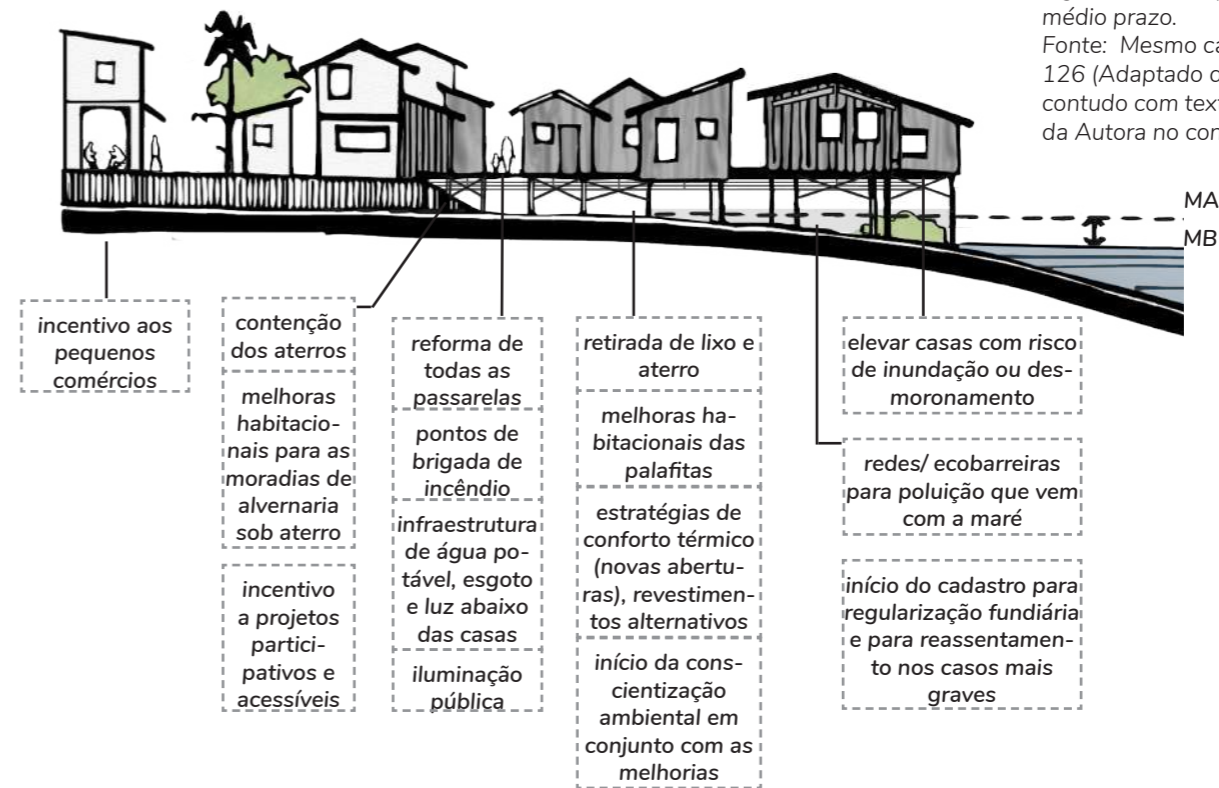 médio prazo.
Fonte: Mesmo
126 (Adaptado
contudo com
da Autora no
MA
MB
incentivo aos
pequenos
comércios
contenção
dos aterros
melhoras
habitacio-
nais para as
moradias de
alvernaria
sob aterro
incentivo
a projetos
partici-
pativos e
acessíveis
reforma de
todas as
passarelas
pontos de
brigada de
incêndio
infraestrutura
de água po-
tável, esgoto
e luz abaixo
das casas
iluminação
pública
retirada de lixo e
aterro
melhoras ha-
bitacionais das
palafitas
estratégias de
conforto térmico
(novas abertu-
ras), revestimen-
tos alternativos
início da cons-
cientização
ambiental em
conjunto com as
melhorias
elevar casas com risco
de inundação ou des-
moronamento
redes/ ecobarreiras
para poluição que vem
com a maré
início do cadastro para
regularização fundiária
e para reassentamen-
to nos casos mais
graves